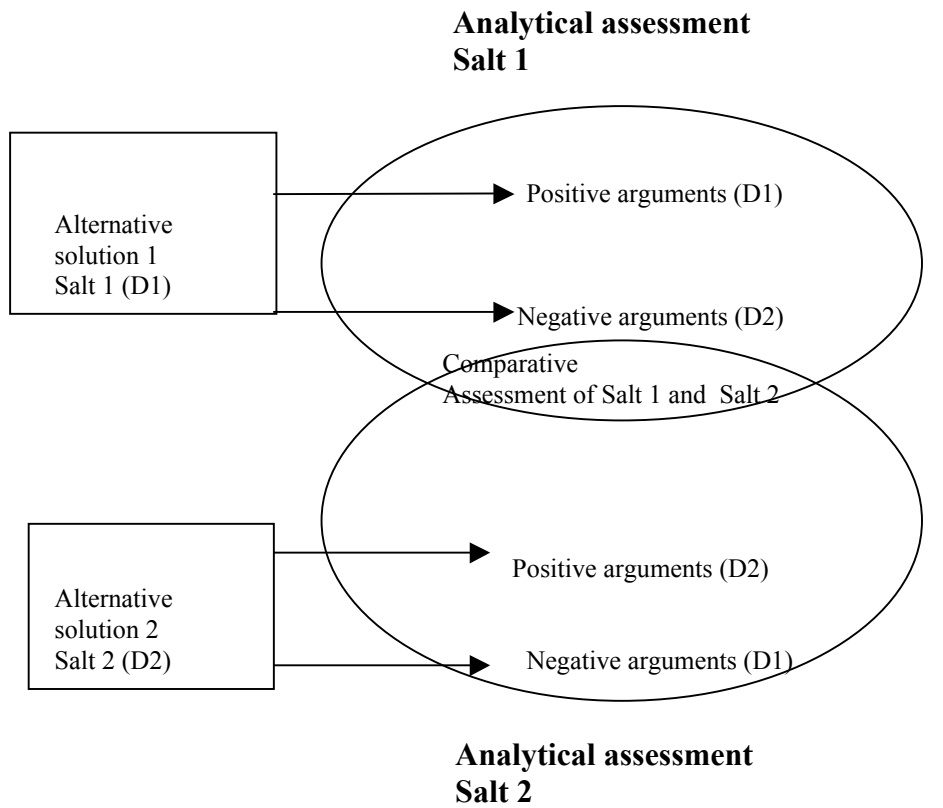 Analytical assessment
Salt 1
Positive arguments (D1)
Alternative
solution 1
Salt 1 (D1)
Negative arguments (D2)
Comparative
Assessment of Salt 1 and Salt 2
Positive arguments (D2)
Alternative
solution 2
Salt 2 (D2)
Negative arguments (D1)
Analytical assessment
Salt 2